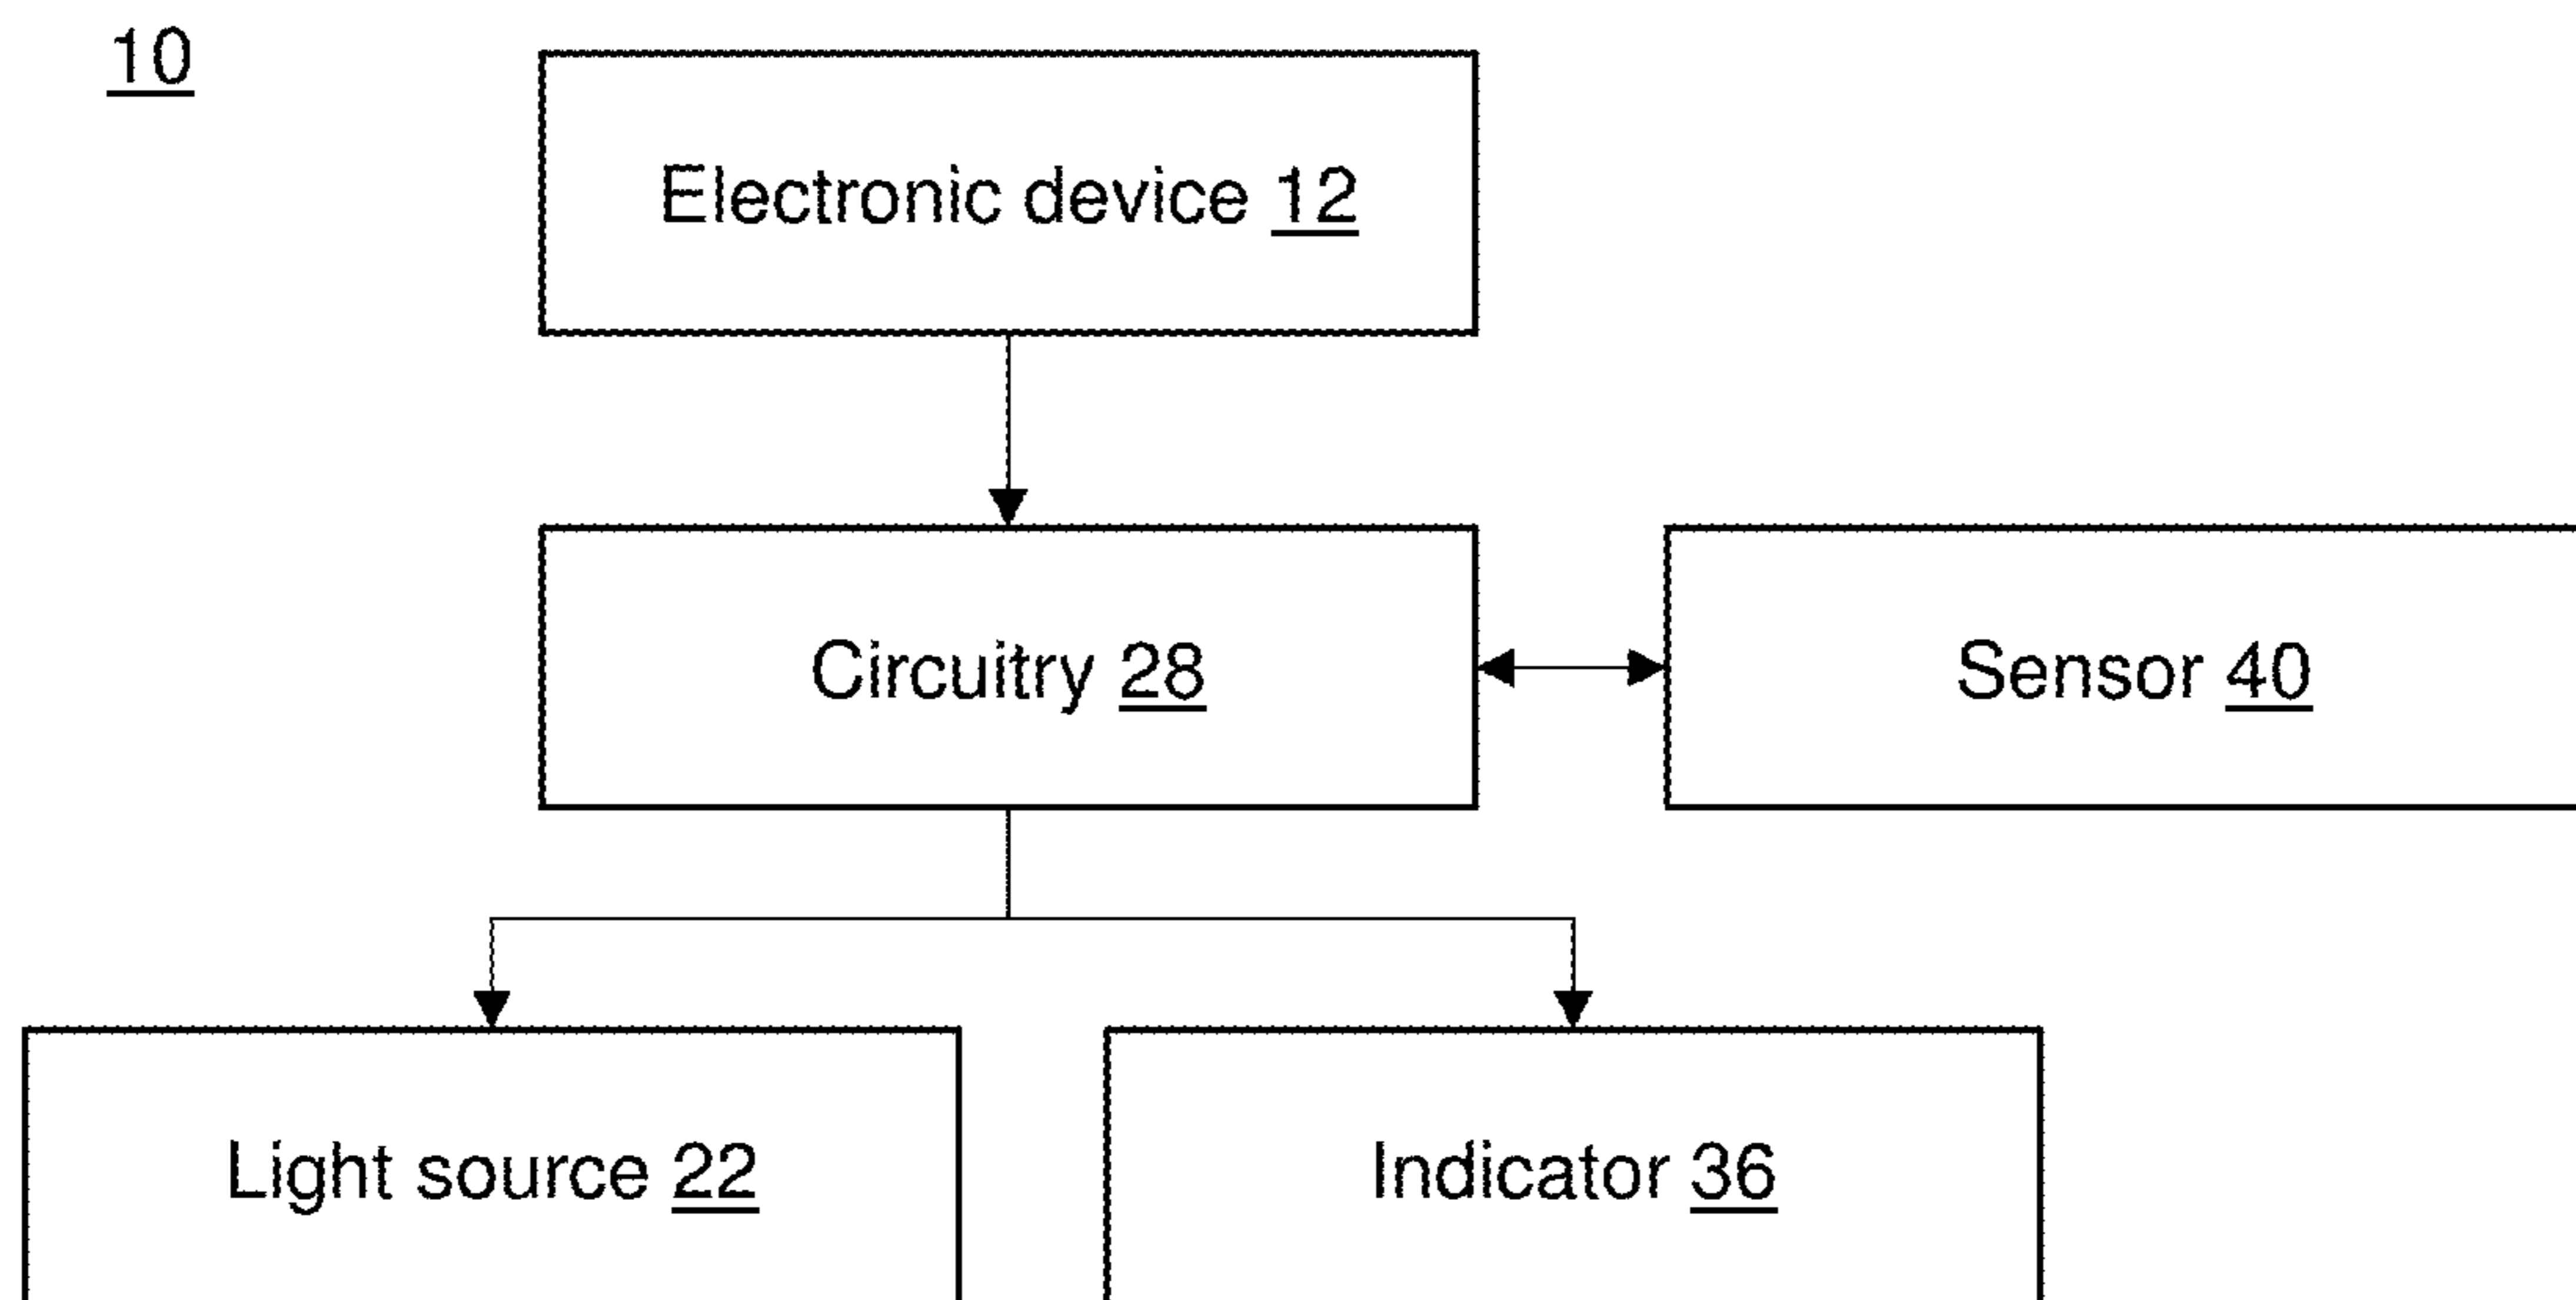 10
Electronic device 12
Circuitry 28
Sensor 40
Light source 22
Indicator 36